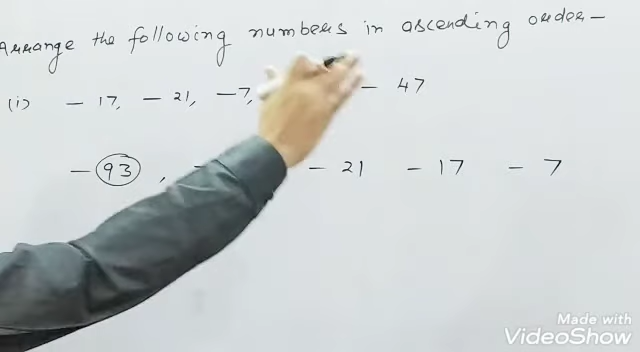 Arrange the following numbers in ascending order-
(i) - 17, - 21, - 7, - 47
- 93, - 21 - 17 - 7
Made with
VideoShow